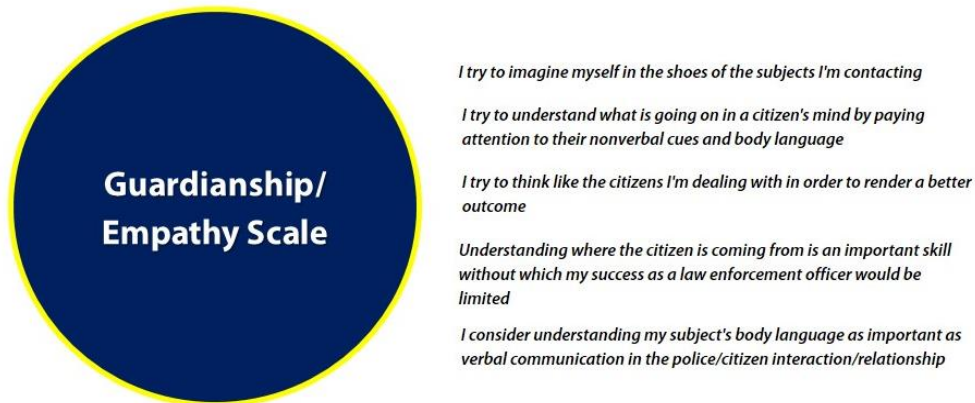 Guardianship/
Empathy Scale
I try to imagine myself in the shoes of the subjects I'm contacting
I try to understand what is going on in a citizen's mind by paying
attention to their nonverbal cues and body language
I try to think like the citizens I'm dealing with in order to render a better
outcome
Understanding where the citizen is coming from is an important skill
without which my success as a law enforcement officer would be
limited
I consider understanding my subject's body language as important as
verbal communication in the police/citizen interaction/relationship